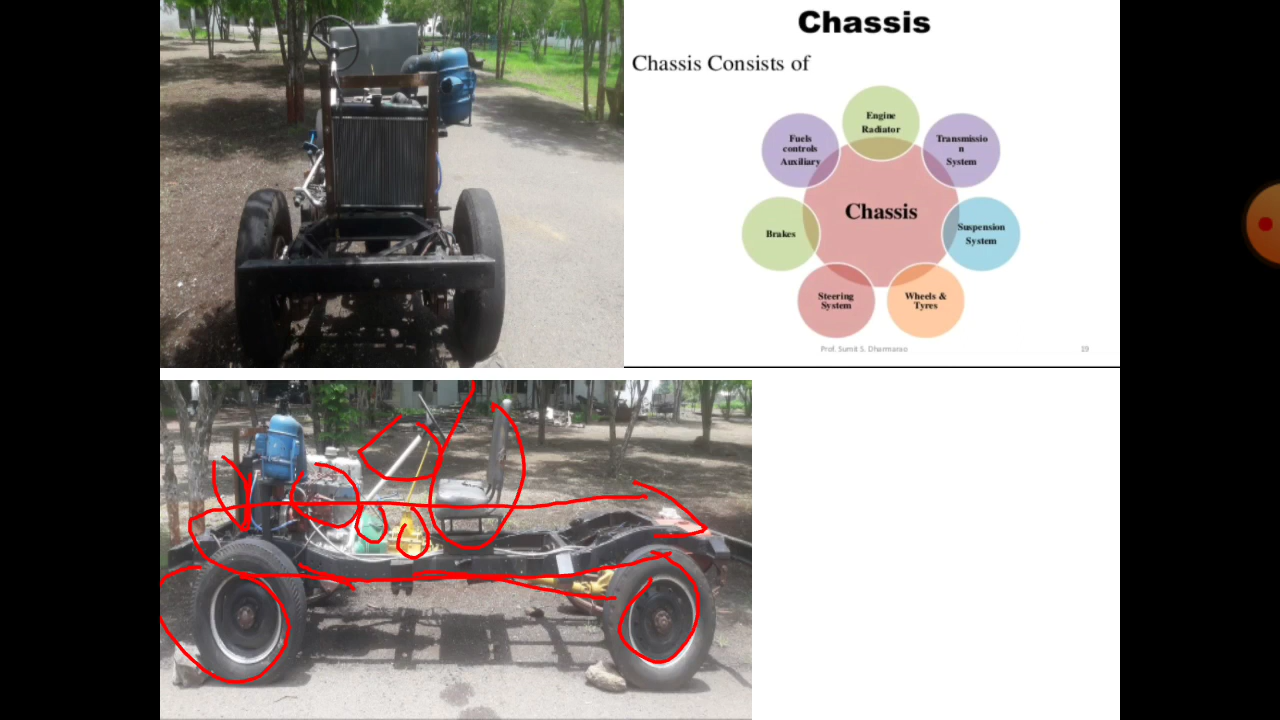 Chassis
Chassis Consists of
Engine
Radiator
Fuels
controls
Auxiliary
Transmissio
n
System
Chassis
Brakes
Suspension
System
Steering
System
Wheels &
Tyres
Prof. Sumit S. Dharmarao
19